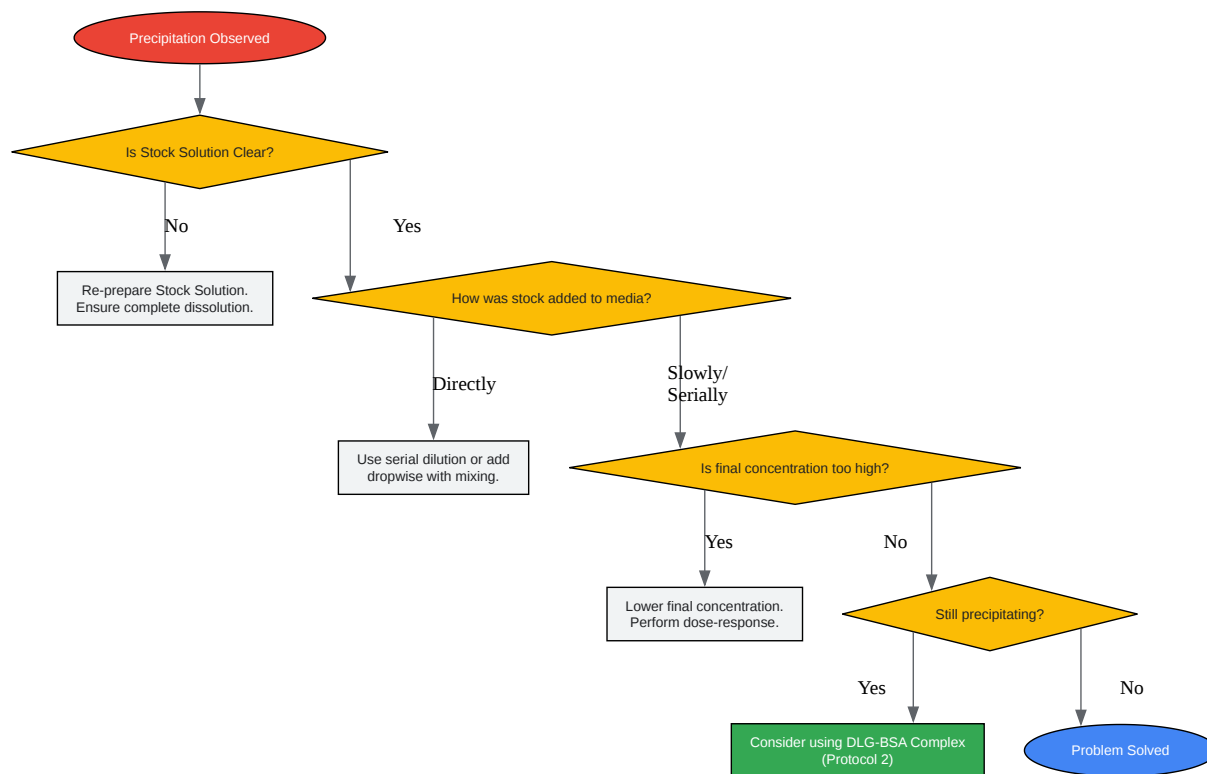 Precipitation Observed
Is Stock Solution Clear?
No
Yes
Re-prepare Stock Solution.
Ensure complete dissolution.
How was stock added to media?
Directly
Slowly/
Serially
Use serial dilution or add
dropwise with mixing.
Is final concentration too high?
Yes
No
Lower final concentration.
Perform dose-response.
Still precipitating?
Yes
No
Consider using DLG-BSA Complex
(Protocol 2)
Problem Solved